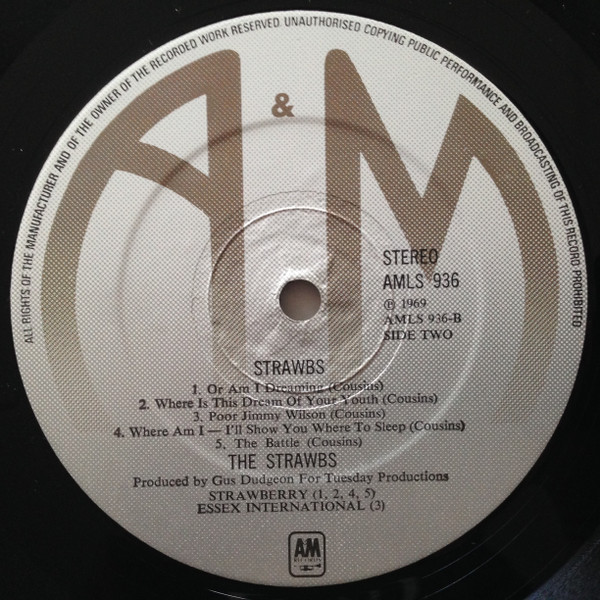 ALL RIGHTS OF THE MANUFACTURER AND OF THE OWNER OF THE RECORDED WORK RESERVED. UNAUTHORISED COPYING PUBLIC PERFORMANCE AND BROADCASTING OF THIS RECORD PROHIBITED
A & M
STEREO
AMLS 936
℗ 1969
AMLS 936-B
SIDE TWO
STRAWBS
1. Or Am I Dreaming (Cousins)
2. Where Is This Dream Of Your Youth (Cousins)
3. Poor Jimmy Wilson (Cousins)
4. Where Am I — I'll Show You Where To Sleep (Cousins)
5. The Battle (Cousins)
THE STRAWBS
Produced by Gus Dudgeon For Tuesday Productions
STRAWBERRY (1, 2, 4, 5)
ESSEX INTERNATIONAL (3)
AM
RECORDS